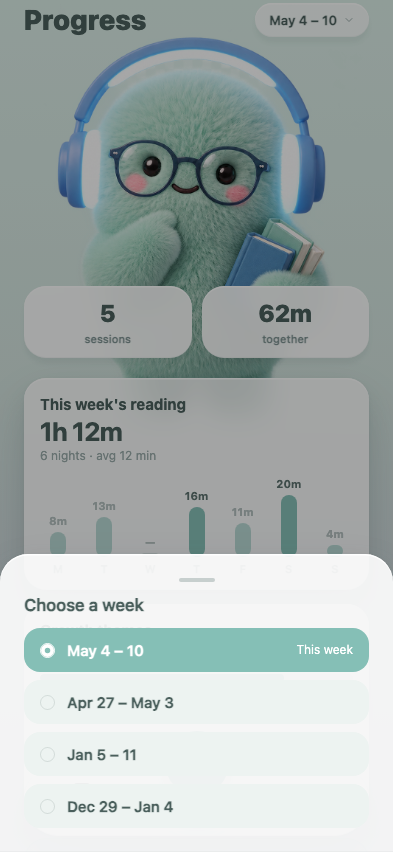 Progress
May 4 – 10
5
sessions
62m
together
This week's reading
1h 12m
6 nights · avg 12 min
8m
13m
—
16m
11m
20m
4m
Choose a week
May 4 – 10
This week
Apr 27 – May 3
Jan 5 – 11
Dec 29 – Jan 4